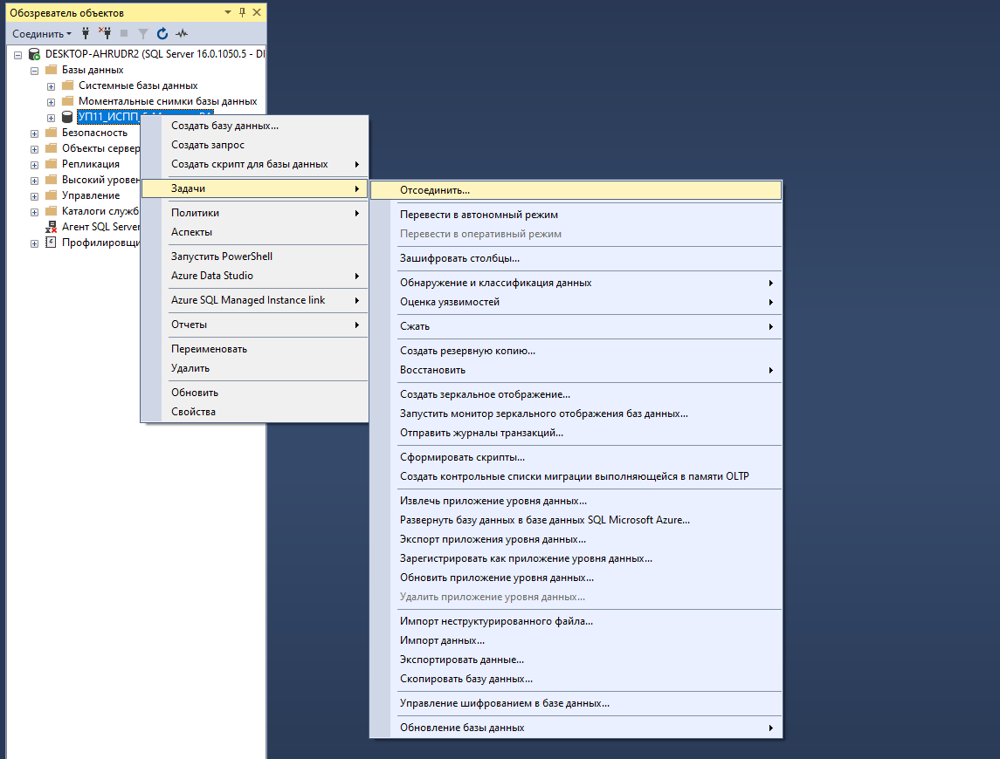 Обозреватель объектов
Соединить
DESKTOP-AHRUDR2 (SQL Server 16.0.1050.5 - DI
Базы данных
Системные базы данных
Моментальные снимки базы данных
УП11_ИСПП_
Безопасность
Объекты сервер
Репликация
Высокий уровен
Управление
Каталоги служб
Агент SQL Server
Профилировщи
Создать базу данных...
Создать запрос
Создать скрипт для базы данных
Задачи
Политики
Аспекты
Запустить PowerShell
Azure Data Studio
Azure SQL Managed Instance link
Отчеты
Переименовать
Удалить
Обновить
Свойства
Отсоединить...
Перевести в автономный режим
Перевести в оперативный режим
Зашифровать столбцы...
Обнаружение и классификация данных
Оценка уязвимостей
Сжать
Создать резервную копию...
Восстановить
Создать зеркальное отображение...
Запустить монитор зеркального отображения баз данных...
Отправить журналы транзакций...
Сформировать скрипты...
Создать контрольные списки миграции выполняющейся в памяти OLTP
Извлечь приложение уровня данных...
Развернуть базу данных в базе данных SQL Microsoft Azure...
Экспорт приложения уровня данных...
Зарегистрировать как приложение уровня данных...
Обновить приложение уровня данных...
Удалить приложение уровня данных...
Импорт неструктурированного файла...
Импорт данных...
Экспортировать данные...
Скопировать базу данных...
Управление шифрованием в базе данных...
Обновление базы данных